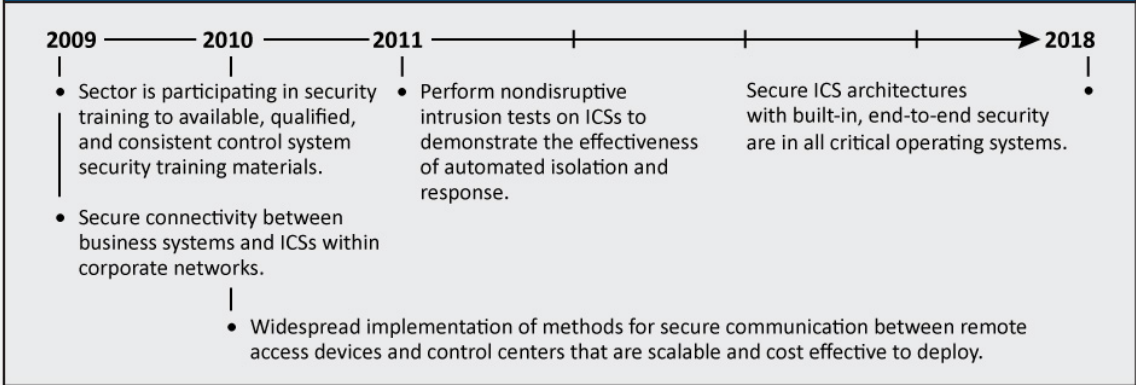 2009 2010 2011 2018
Sector is participating in security
training to available, qualified,
and consistent control system
security training materials.
Secure connectivity between
business systems and ICSs within
corporate networks.
Perform nondisruptive
intrusion tests on ICSs to
demonstrate the effectiveness
of automated isolation and
response.
Secure ICS architectures
with built-in, end-to-end security
are in all critical operating systems.
Widespread implementation of methods for secure communication between remote
access devices and control centers that are scalable and cost effective to deploy.